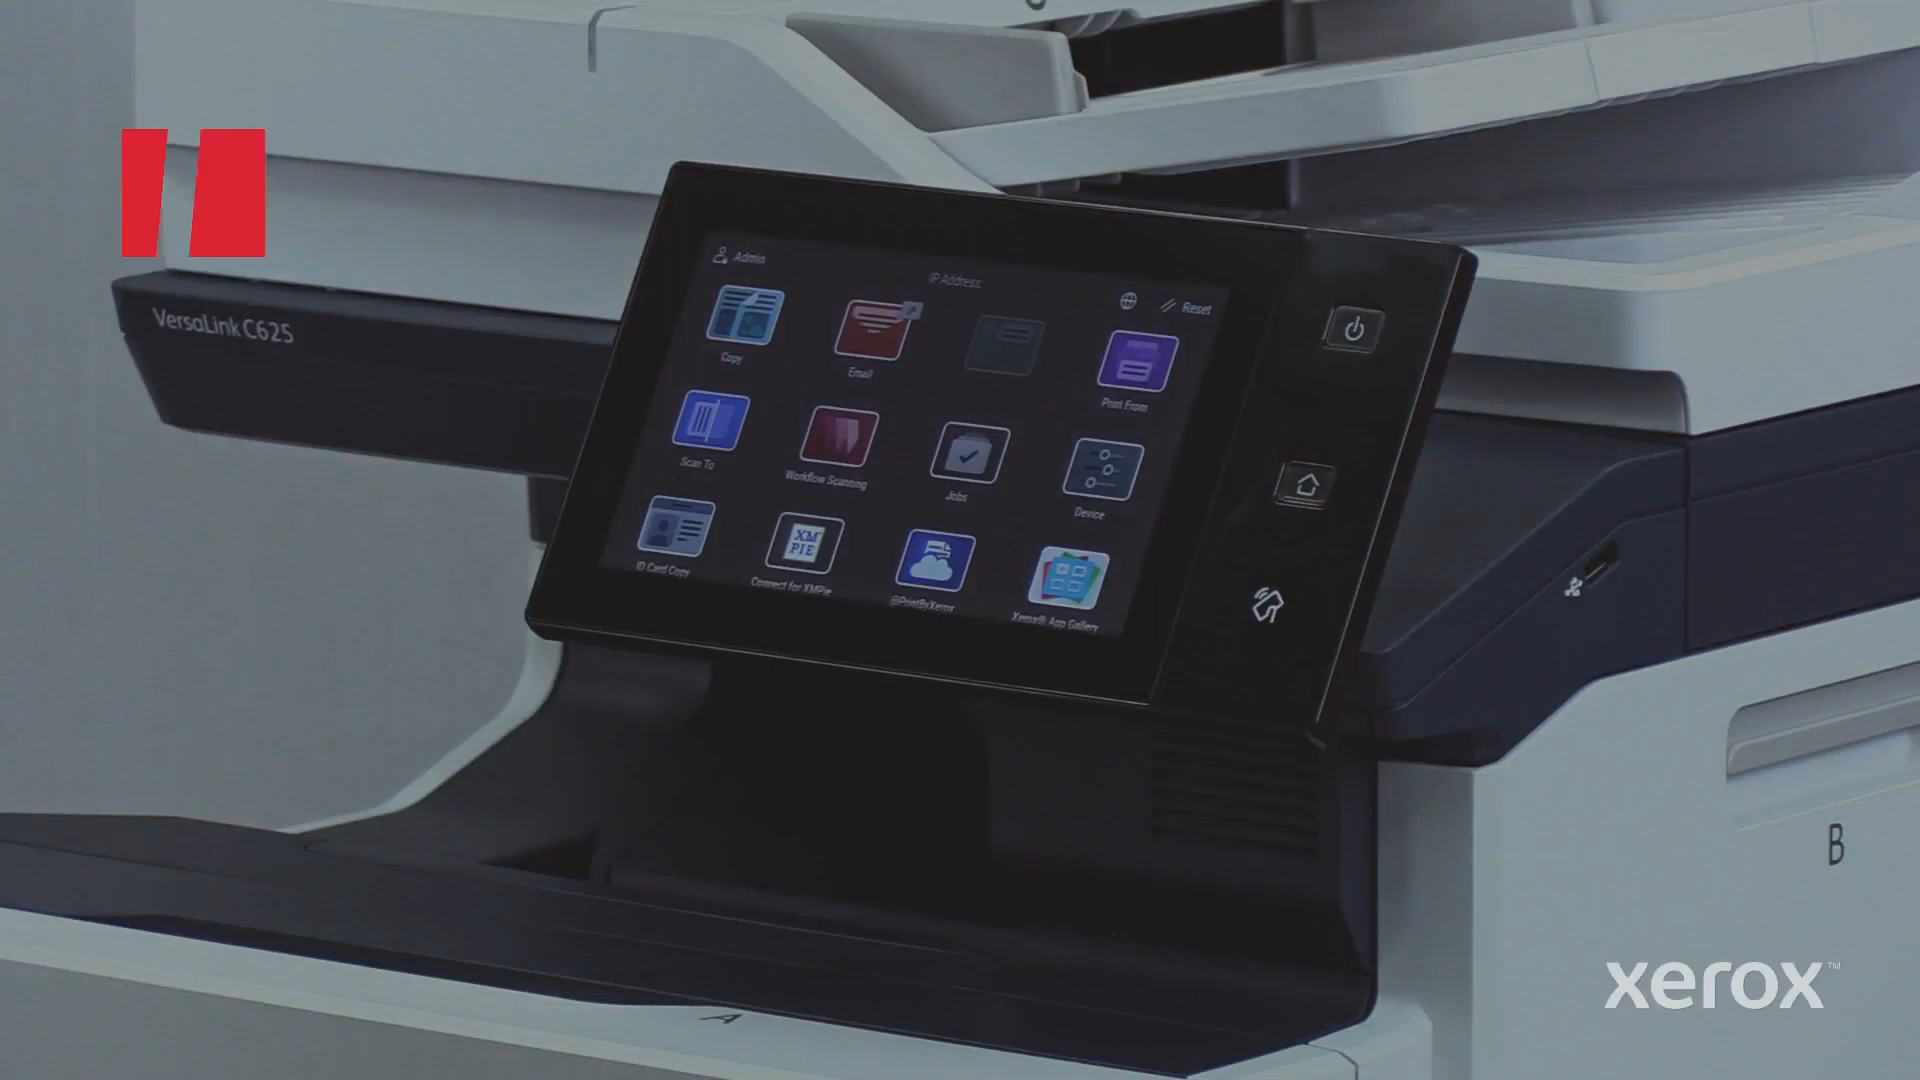 VersaLink C625
Admin
IP Address:
Reset
Copy
Email
Print From
Scan To
Workflow Scanning
Jobs
Device
ID Card Copy
XM
PIE
Connect for XMPie
@PrintByXerox
Xerox® App Gallery
A
B
xerox™